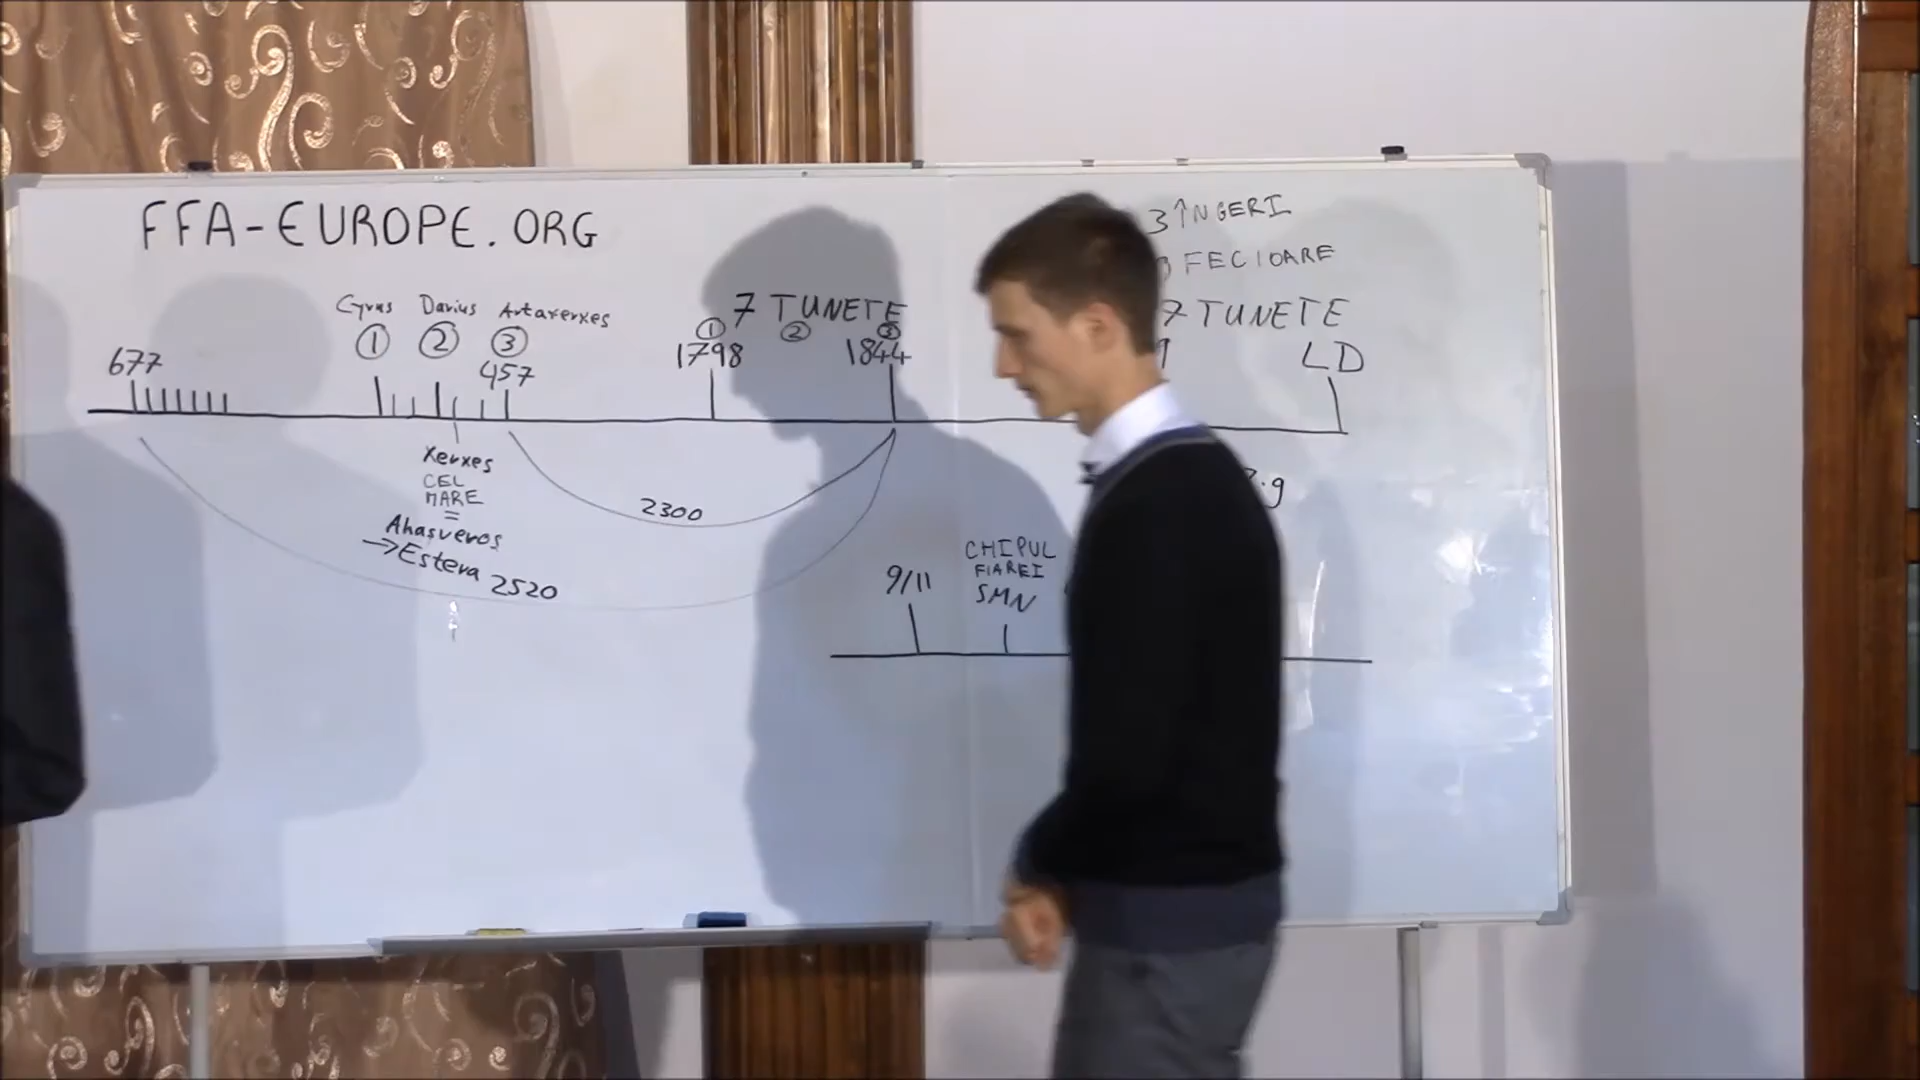 FFA-EUROPE.ORG
3 ÎNGERI
FECIOARE
7 TUNETE
LD
7 TUNETE
① ② ③
1798 1844
Cyrus Darius Artaxerxes
① ② ③
677
457
Xerxes
CEL
MARE
=
Ahasveros
→Estera
2300
2520
9/11
CHIPUL
FIAREI
SMN